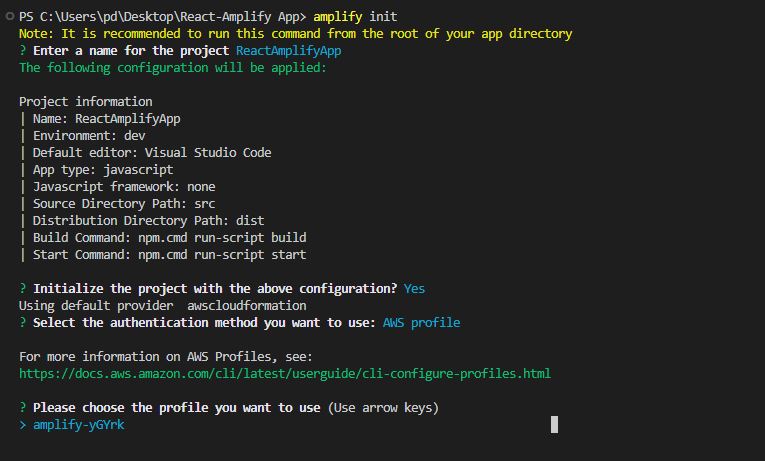 PS C:\Users\pd\Desktop\React-Amplify App> amplify init
Note: It is recommended to run this command from the root of your app directory
? Enter a name for the project ReactAmplifyApp
The following configuration will be applied:
Project information
| Name: ReactAmplifyApp
| Environment: dev
| Default editor: Visual Studio Code
| App type: javascript
| Javascript framework: none
| Source Directory Path: src
| Distribution Directory Path: dist
| Build Command: npm.cmd run-script build
| Start Command: npm.cmd run-script start
? Initialize the project with the above configuration? Yes
Using default provider  awscloudformation
? Select the authentication method you want to use: AWS profile
For more information on AWS Profiles, see:
https://docs.aws.amazon.com/cli/latest/userguide/cli-configure-profiles.html
? Please choose the profile you want to use (Use arrow keys)
> amplify-yGYrk